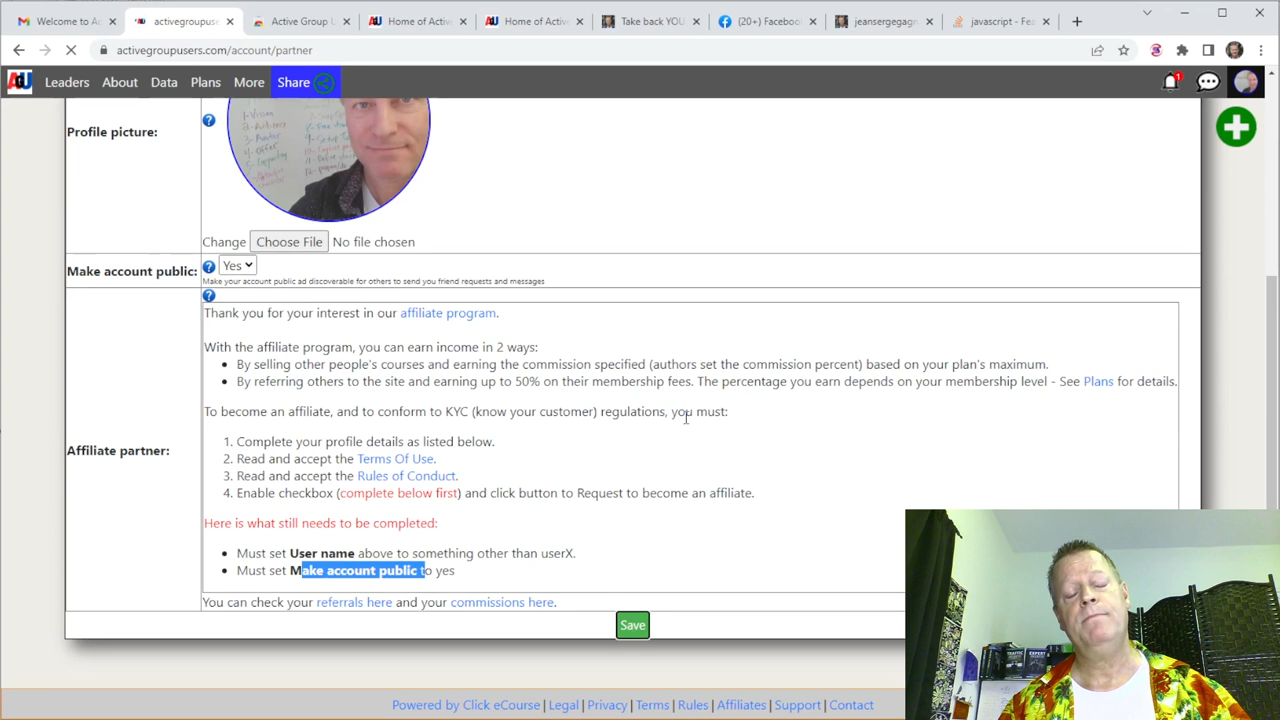 Welcome to Ac
activegroupuse
Active Group U
Home of Active
Home of Active
Take back YOU
(20+) Facebook
jeansergegagn
javascript - Fea
activegroupusers.com/account/partner
AGU Leaders About Data Plans More Share 1
Profile picture:
Change Choose File No file chosen
Make account public: Yes
Make your account public ad discoverable for others to send you friend requests and messages
Thank you for your interest in our affiliate program.
With the affiliate program, you can earn income in 2 ways:
• By selling other people's courses and earning the commission specified (authors set the commission percent) based on your plan's maximum.
• By referring others to the site and earning up to 50% on their membership fees. The percentage you earn depends on your membership level - See Plans for details.
To become an affiliate, and to conform to KYC (know your customer) regulations, you must:
1. Complete your profile details as listed below.
Affiliate partner:
2. Read and accept the Terms Of Use.
3. Read and accept the Rules of Conduct.
4. Enable checkbox (complete below first) and click button to Request to become an affiliate.
Here is what still needs to be completed:
• Must set User name above to something other than userX.
• Must set Make account public to yes
You can check your referrals here and your commissions here.
Save
Powered by Click eCourse | Legal | Privacy | Terms | Rules | Affiliates | Support | Contact